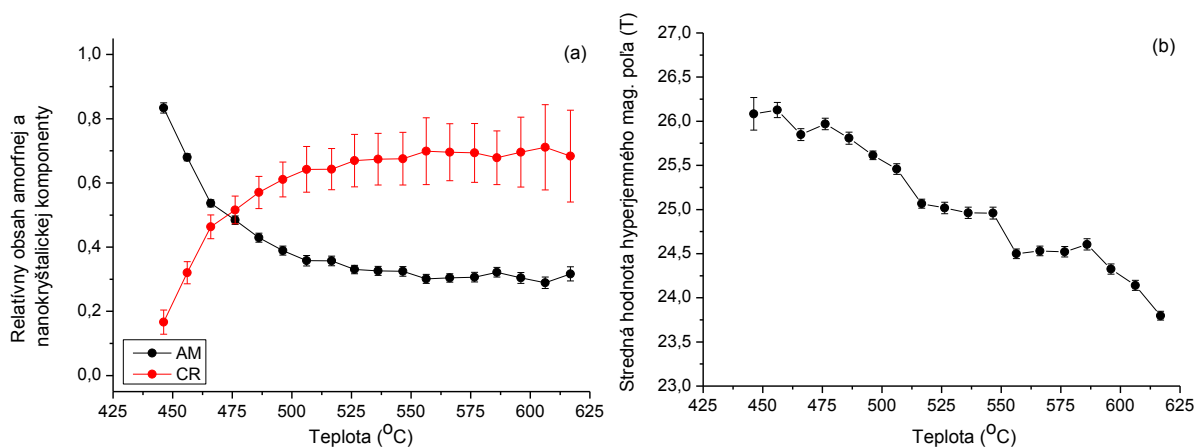 (a)
Relatívny obsah amorfnej a
nanokryštalickej komponenty
1,0
0,8
0,6
0,4
0,2
0,0
AM
CR
425 450 475 500 525 550 575 600 625
Teplota (OC)
(b)
Stredná hodnota hyperjemného mag. poľa (T)
27,0
26,5
26,0
25,5
25,0
24,5
24,0
23,5
23,0
425 450 475 500 525 550 575 600 625
Teplota (OC)